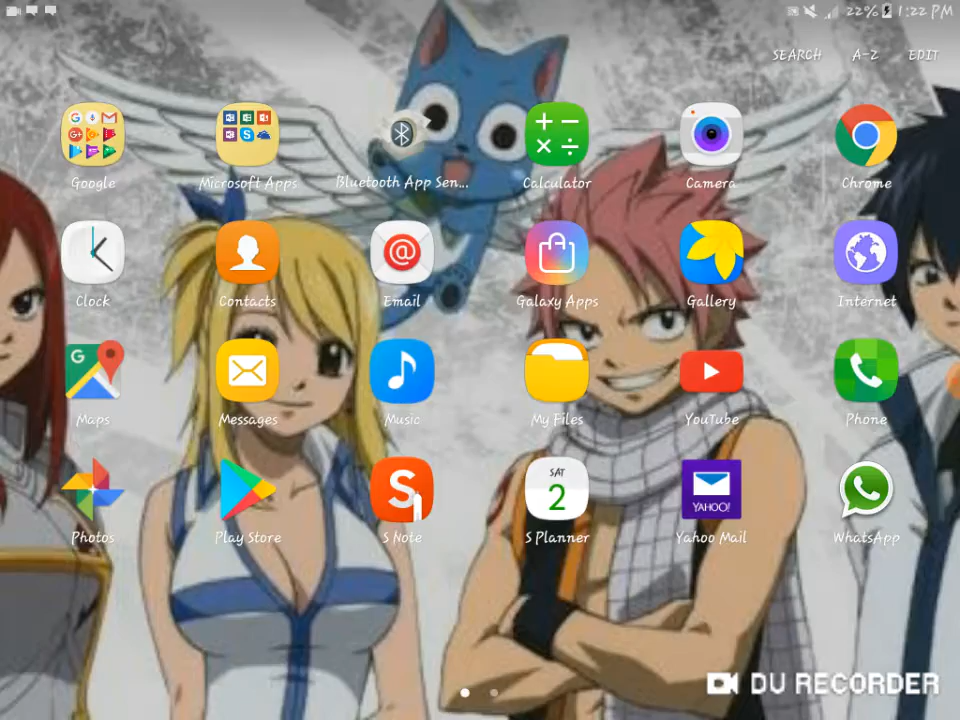 22% 1:22 PM
SEARCH A-Z EDIT
Google Microsoft Apps Bluetooth App Sen... Calculator Camera Chrome
@
Clock Contacts Email Galaxy Apps Gallery Internet
G
Maps Messages Music My Files YouTube Phone
S SAT
2 YAHOO!
Photos Play Store S Note S Planner Yahoo Mail WhatsApp
DU RECORDER